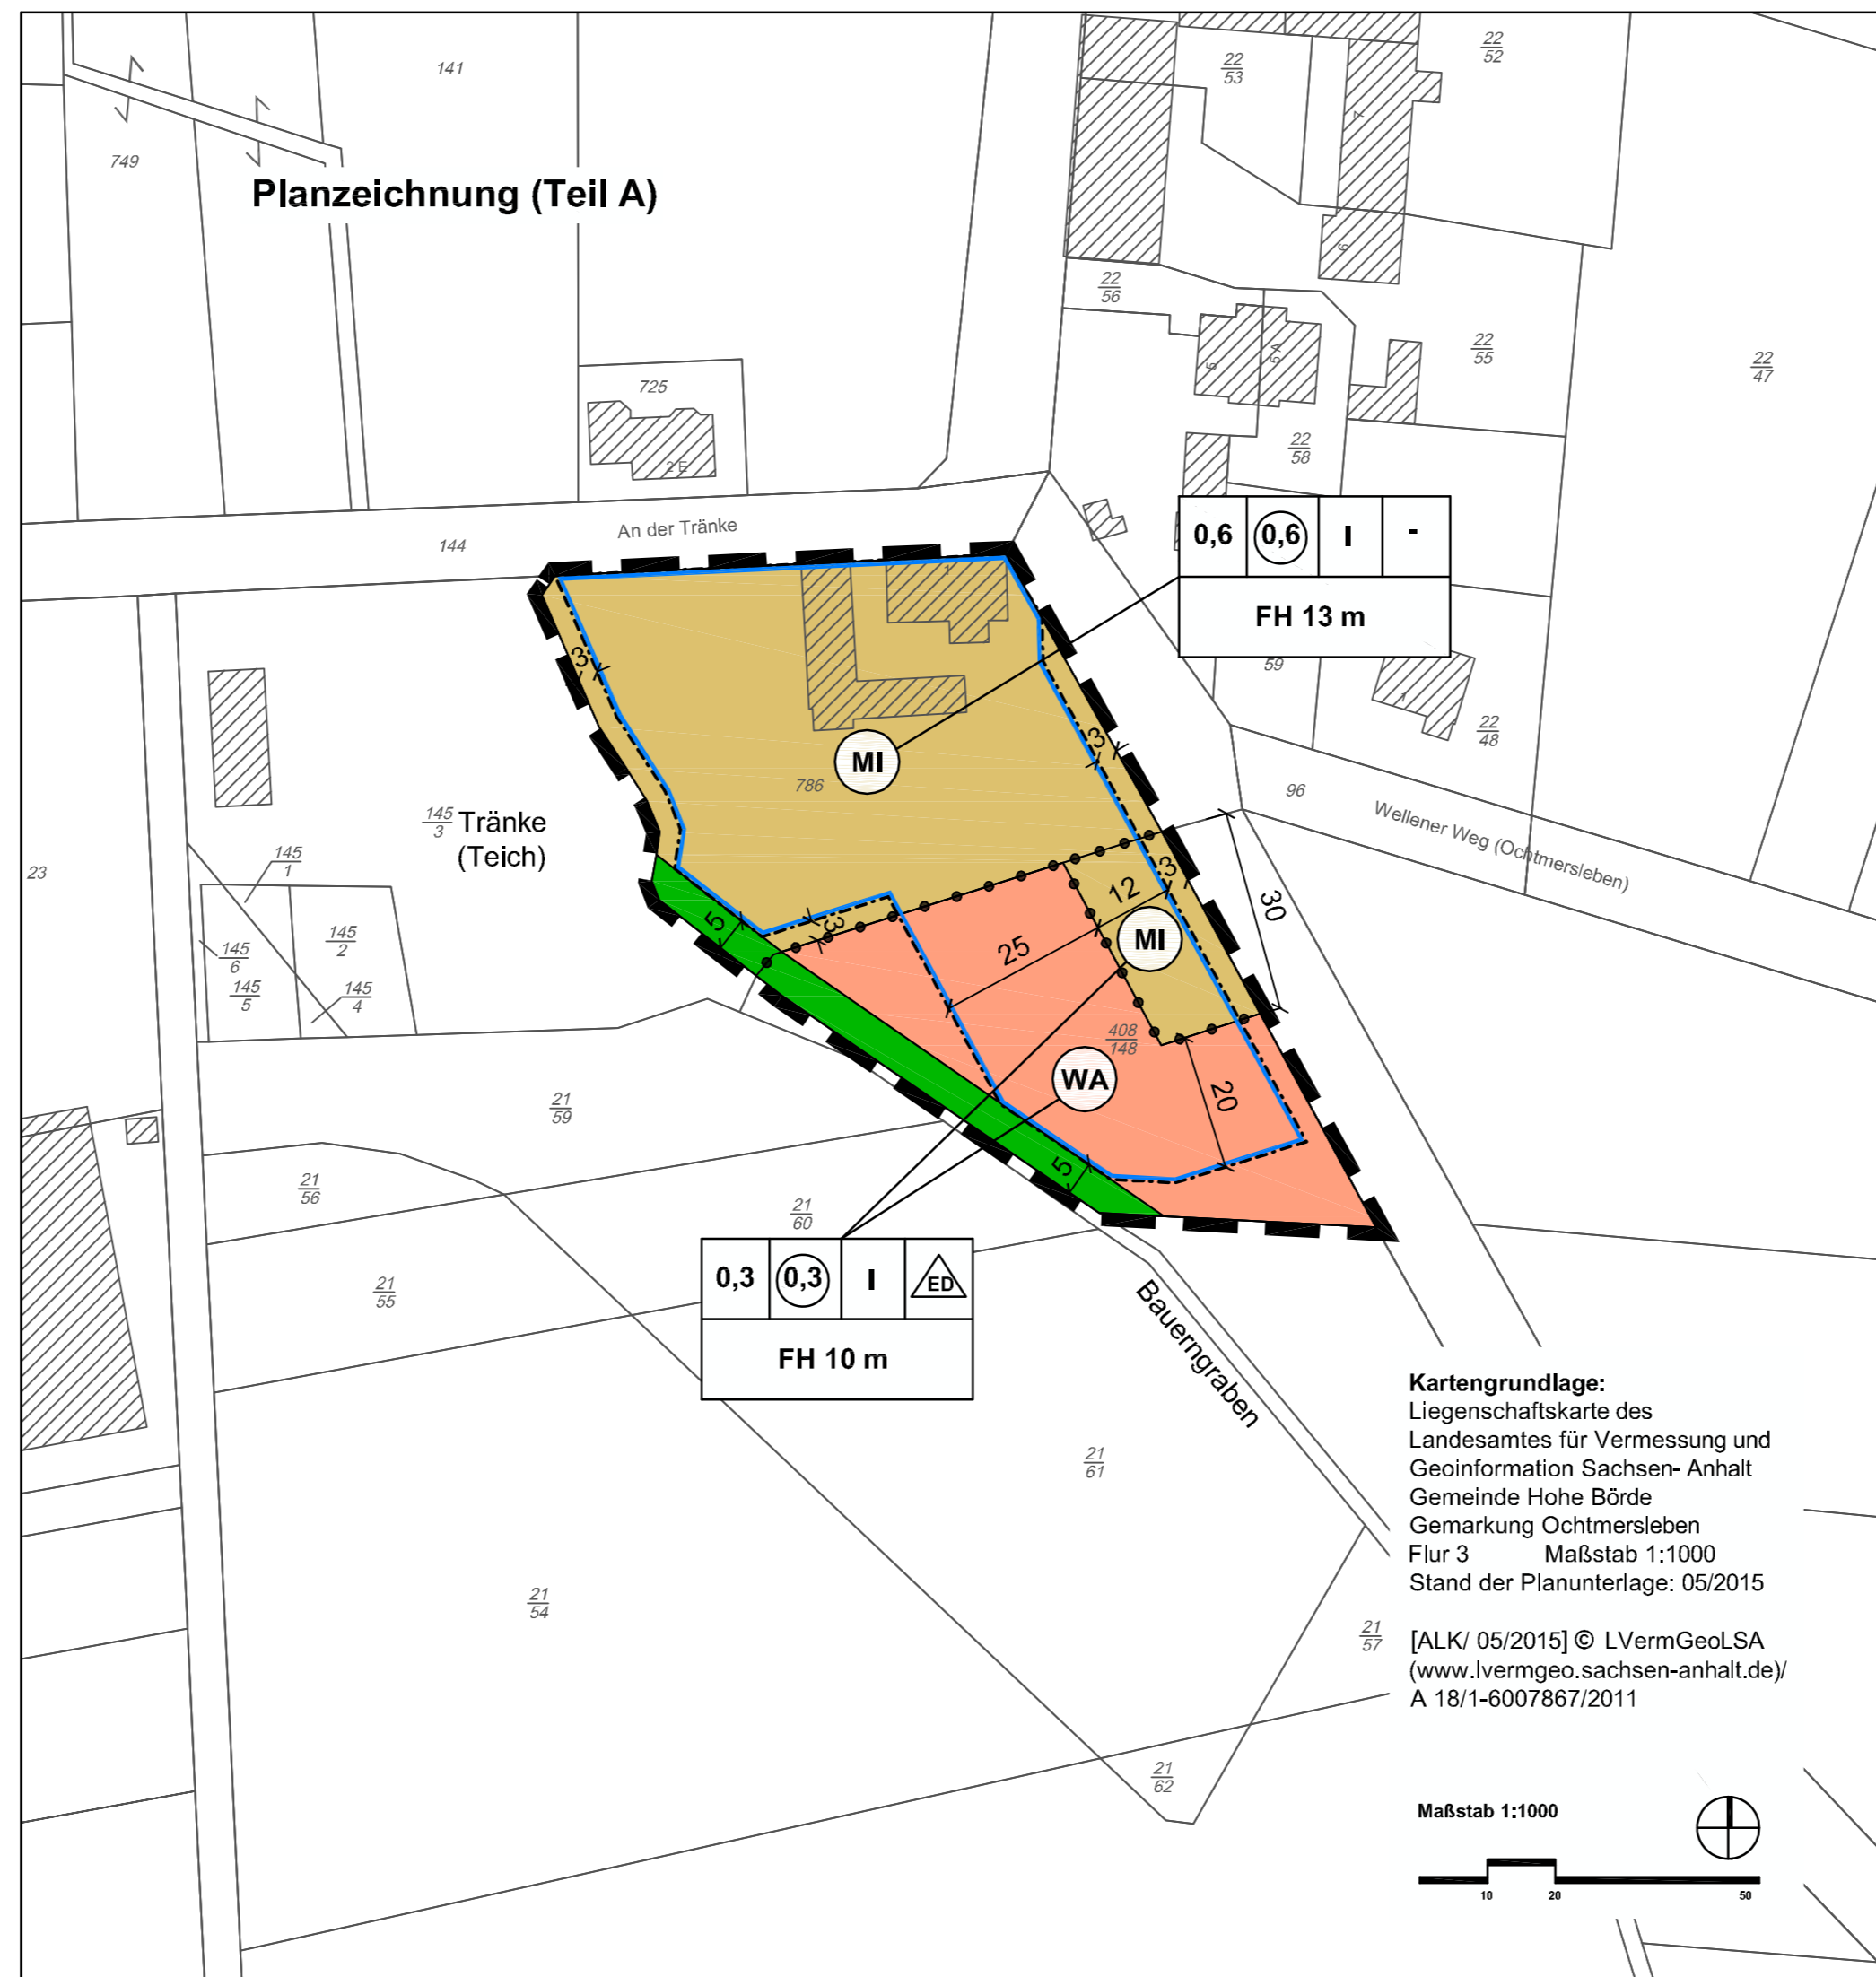 141
22
53
22
52
749
7
Planzeichnung (Teil A)
6
22
56
5
5 A
22
55
22
47
725
2 E
22
58
An der Tränke
144
0,6 0,6 I -
FH 13 m
1
59
1
22
48
3
3
MI
786
96
Wellener Weg (Ochtmersleben)
145
3
Tränke
(Teich)
145
1
23
3
12
30
5
3
25
MI
145
2
145
6
145
5
145
4
408
148
WA
20
21
59
5
21
56
21
60
21
55
0,3 0,3 I ED
FH 10 m
Bauerngraben
21
61
21
54
21
57
21
62
Kartengrundlage:
Liegenschaftskarte des
Landesamtes für Vermessung und
Geoinformation Sachsen- Anhalt
Gemeinde Hohe Börde
Gemarkung Ochtmersleben
Flur 3 Maßstab 1:1000
Stand der Planunterlage: 05/2015
[ALK/ 05/2015] © LVermGeoLSA
(www.lvermgeo.sachsen-anhalt.de)/
A 18/1-6007867/2011
Maßstab 1:1000
10 20 50